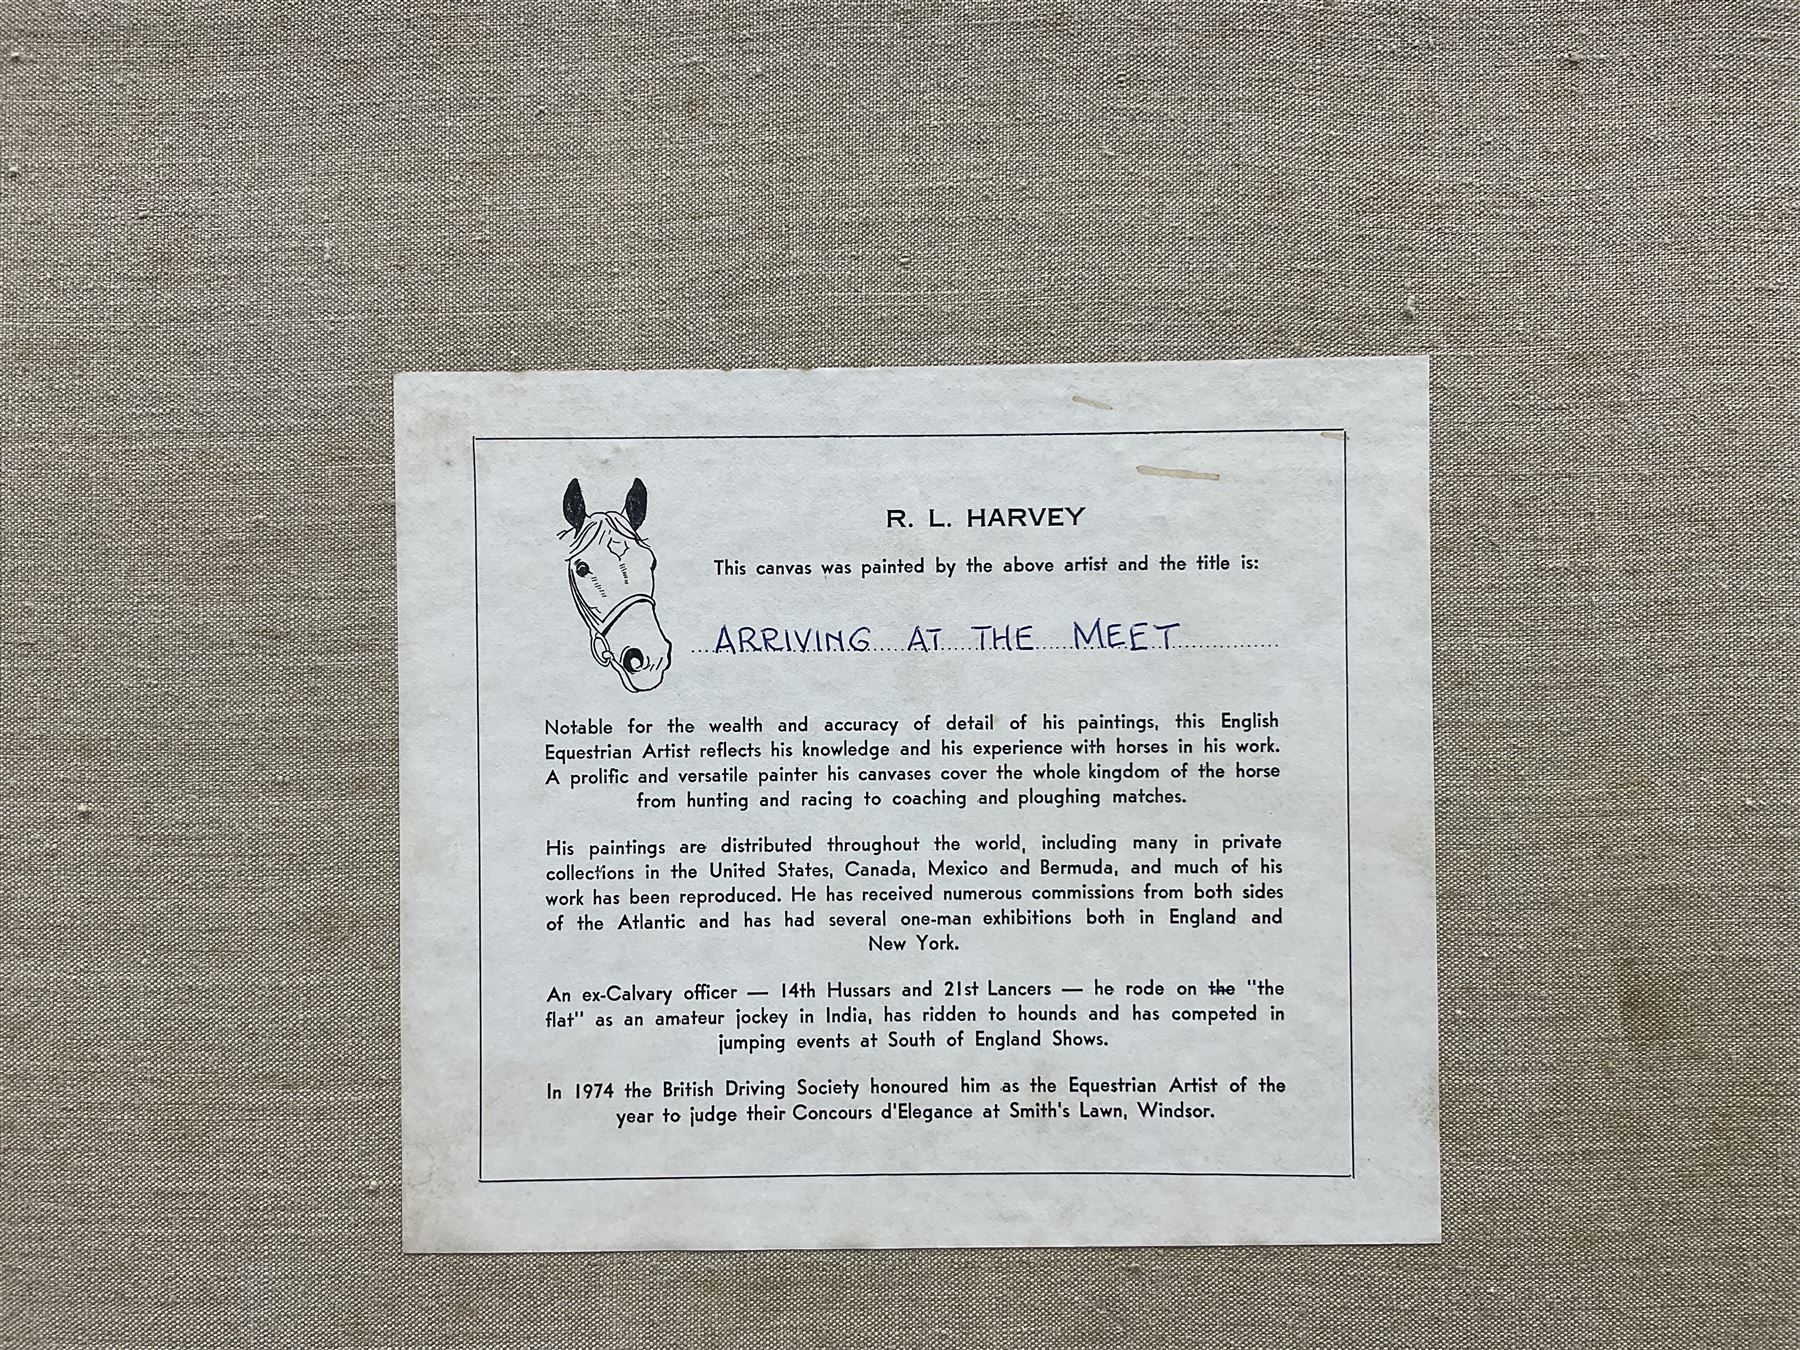 R. L. HARVEY
This canvas was painted by the above artist and the title is:
ARRIVING AT THE MEET
Notable for the wealth and accuracy of detail of his paintings, this English
Equestrian Artist reflects his knowledge and his experience with horses in his work.
A prolific and versatile painter his canvases cover the whole kingdom of the horse
from hunting and racing to coaching and ploughing matches.
His paintings are distributed throughout the world, including many in private
collections in the United States, Canada, Mexico and Bermuda, and much of his
work has been reproduced. He has received numerous commissions from both sides
of the Atlantic and has had several one-man exhibitions both in England and
New York.
An ex-Calvary officer — 14th Hussars and 21st Lancers — he rode on the "the
flat" as an amateur jockey in India, has ridden to hounds and has competed in
jumping events at South of England Shows.
In 1974 the British Driving Society honoured him as the Equestrian Artist of the
year to judge their Concours d'Elegance at Smith's Lawn, Windsor.